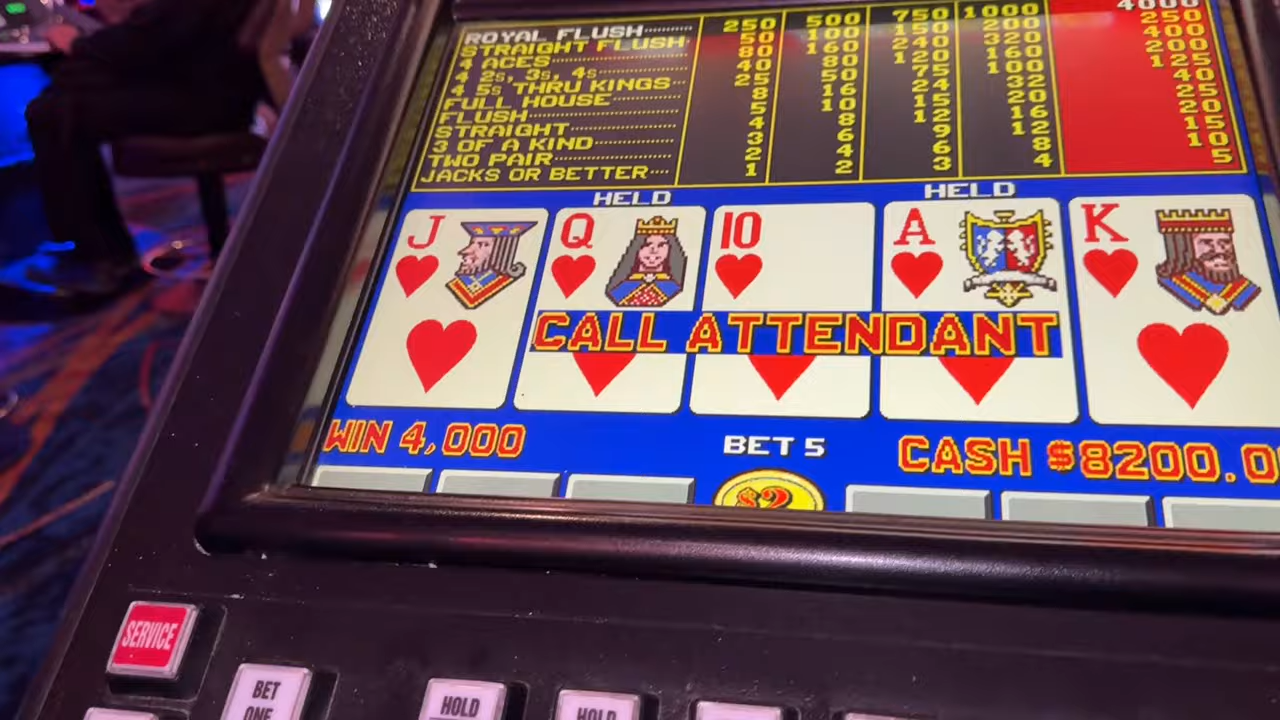 ROYAL FLUSH 250 500 750 1000 4000
STRAIGHT FLUSH 50 100 150 200 250
4 ACES 80 160 240 320 400
4 2s, 3s, 4s 40 80 120 160 200
4 5s THRU KINGS 25 50 75 100 125
FULL HOUSE 8 16 24 32 40
FLUSH 5 10 15 20 25
STRAIGHT 4 8 12 16 20
3 OF A KIND 3 6 9 12 15
TWO PAIR 2 4 6 8 10
JACKS OR BETTER 1 2 3 4 5
HELD HELD
J Q 10 A K
CALL ATTENDANT
WIN 4,000 BET 5 CASH $8200.0
$2
SERVICE
BET
ONE
HOLD
HOLD